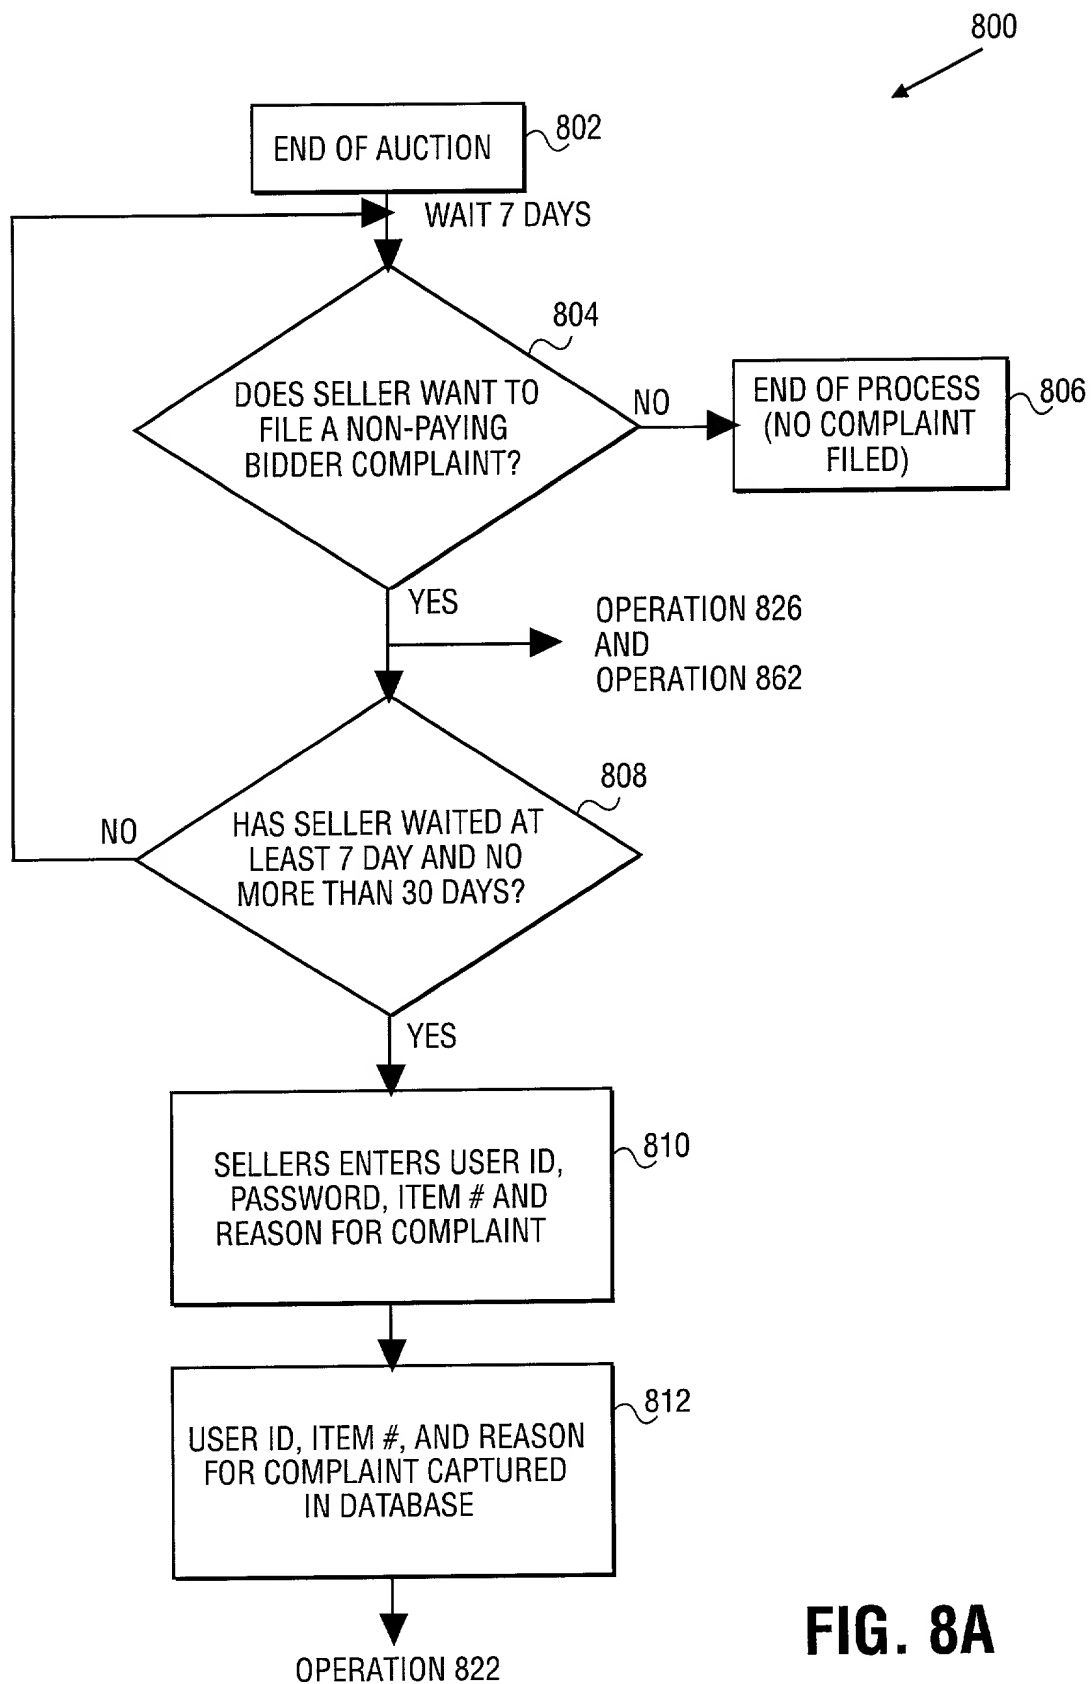 800
END OF AUCTION
802
WAIT 7 DAYS
804
DOES SELLER WANT TO
FILE A NON-PAYING
BIDDER COMPLAINT?
NO
END OF PROCESS
(NO COMPLAINT
FILED)
806
YES
OPERATION 826
AND
OPERATION 862
808
NO
HAS SELLER WAITED AT
LEAST 7 DAY AND NO
MORE THAN 30 DAYS?
YES
810
SELLERS ENTERS USER ID,
PASSWORD, ITEM # AND
REASON FOR COMPLAINT
812
USER ID, ITEM #, AND REASON
FOR COMPLAINT CAPTURED
IN DATABASE
OPERATION 822
FIG. 8A